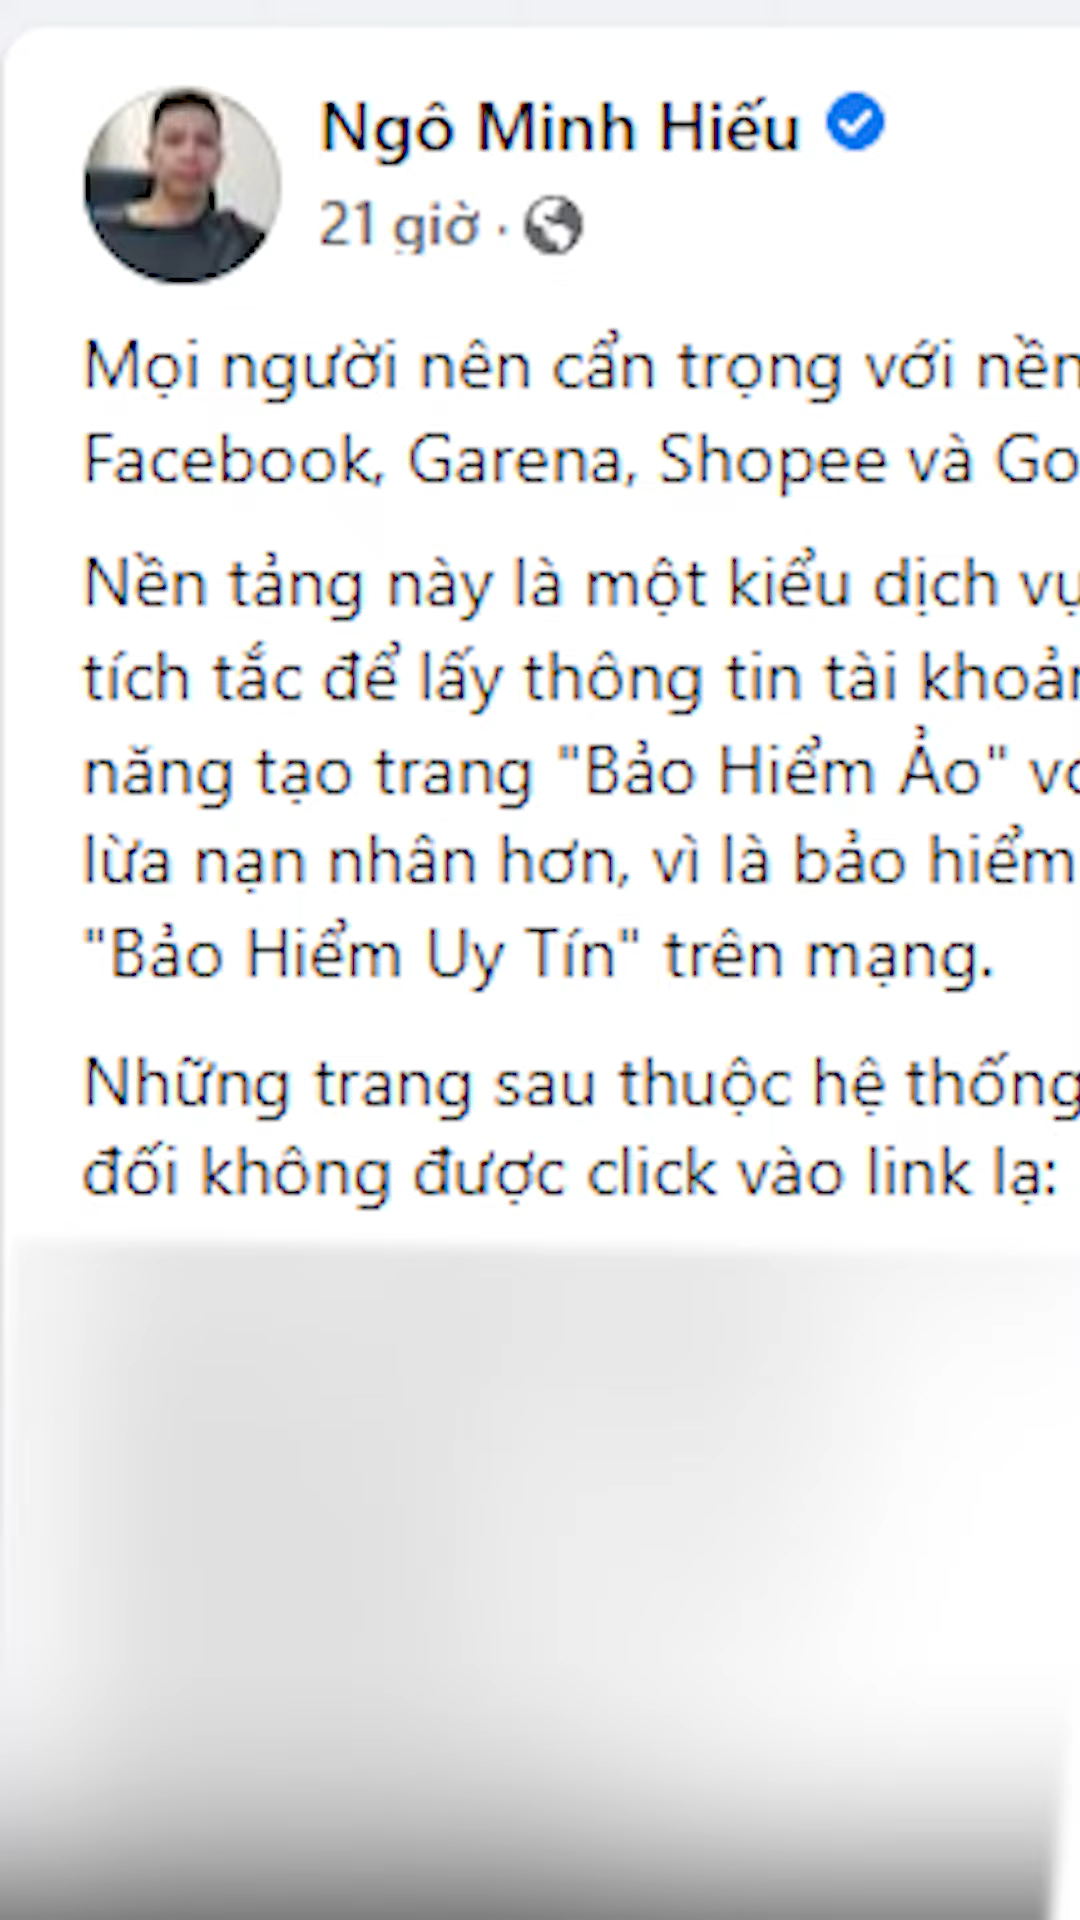 Ngô Minh Hiếu
21 giờ ·
Mọi người nên cẩn trọng với nền
Facebook, Garena, Shopee và Go
Nền tảng này là một kiểu dịch vụ
tích tắc để lấy thông tin tài khoản
năng tạo trang "Bảo Hiểm Ảo"
lừa nạn nhân hơn, vì là bảo hiểm
"Bảo Hiểm Uy Tín" trên mạng.
Những trang sau thuộc hệ thống
đối không được click vào link lạ: